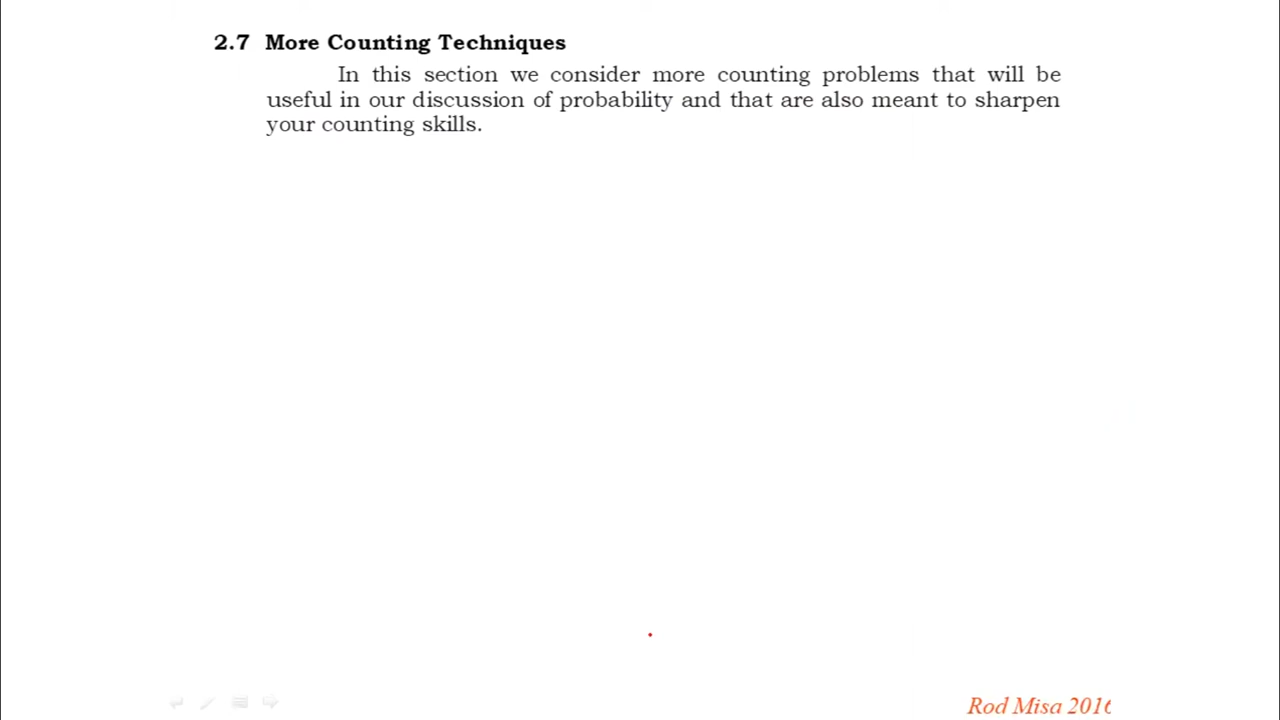 2.7 More Counting Techniques
In this section we consider more counting problems that will be
useful in our discussion of probability and that are also meant to sharpen
your counting skills.
Rod Misa 2016